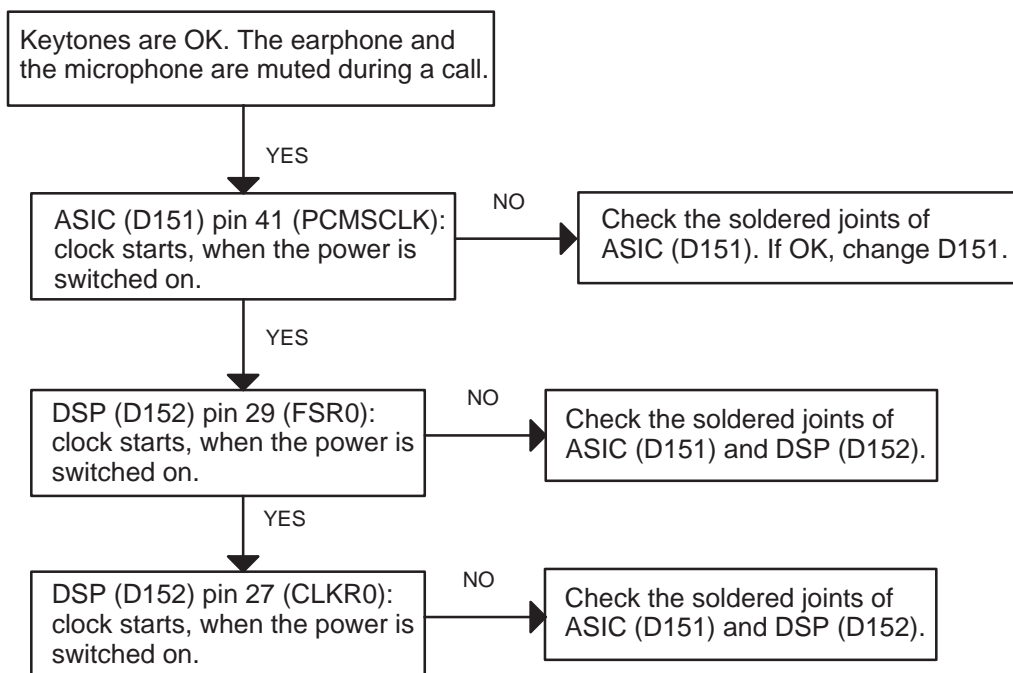 Keytones are OK. The earphone and
the microphone are muted during a call.
YES
ASIC (D151) pin 41 (PCMSCLK):
clock starts, when the power is
switched on.
NO
Check the soldered joints of
ASIC (D151). If OK, change D151.
YES
DSP (D152) pin 29 (FSR0):
clock starts, when the power is
switched on.
NO
Check the soldered joints of
ASIC (D151) and DSP (D152).
YES
DSP (D152) pin 27 (CLKR0):
clock starts, when the power is
switched on.
NO
Check the soldered joints of
ASIC (D151) and DSP (D152).